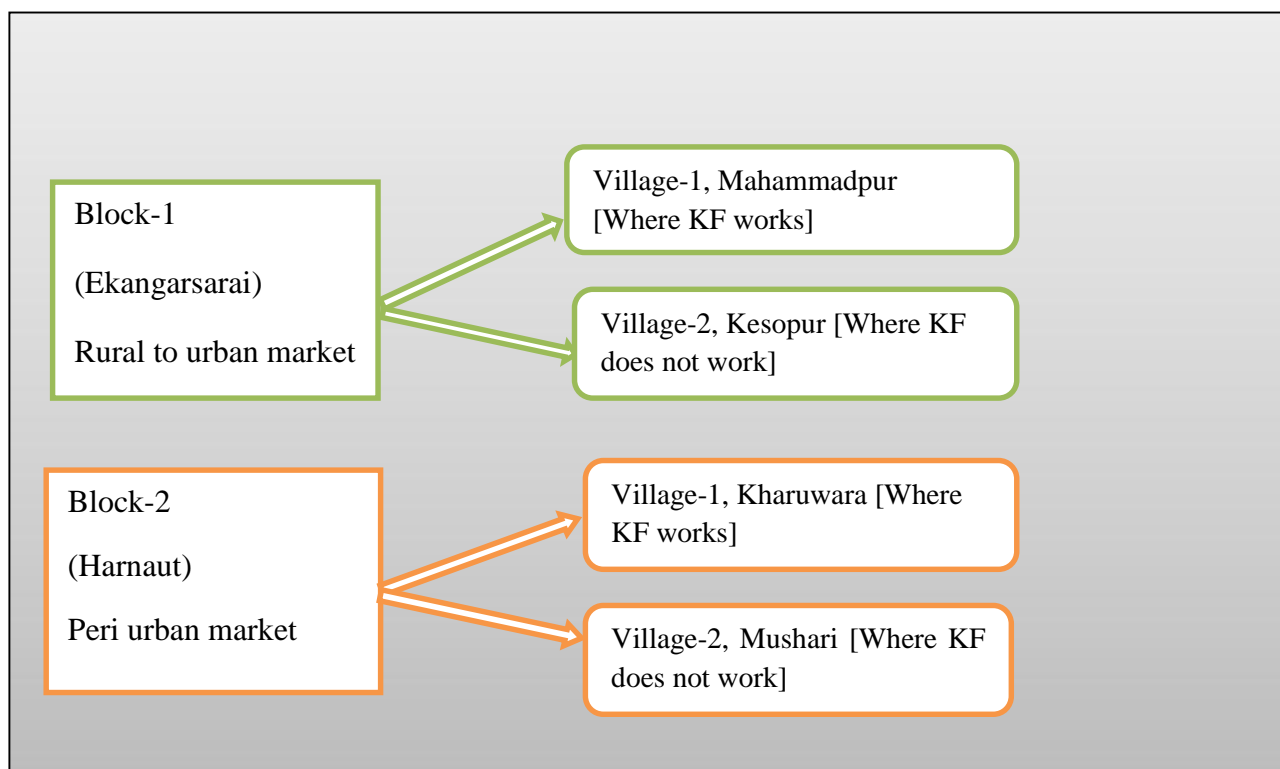 Block-1
(Ekangarsarai)
Rural to urban market
Village-1, Mahammadpur
[Where KF works]
Village-2, Kesopur [Where KF
does not work]
Block-2
(Harnaut)
Peri urban market
Village-1, Kharuwara [Where
KF works]
Village-2, Mushari [Where KF
does not work]